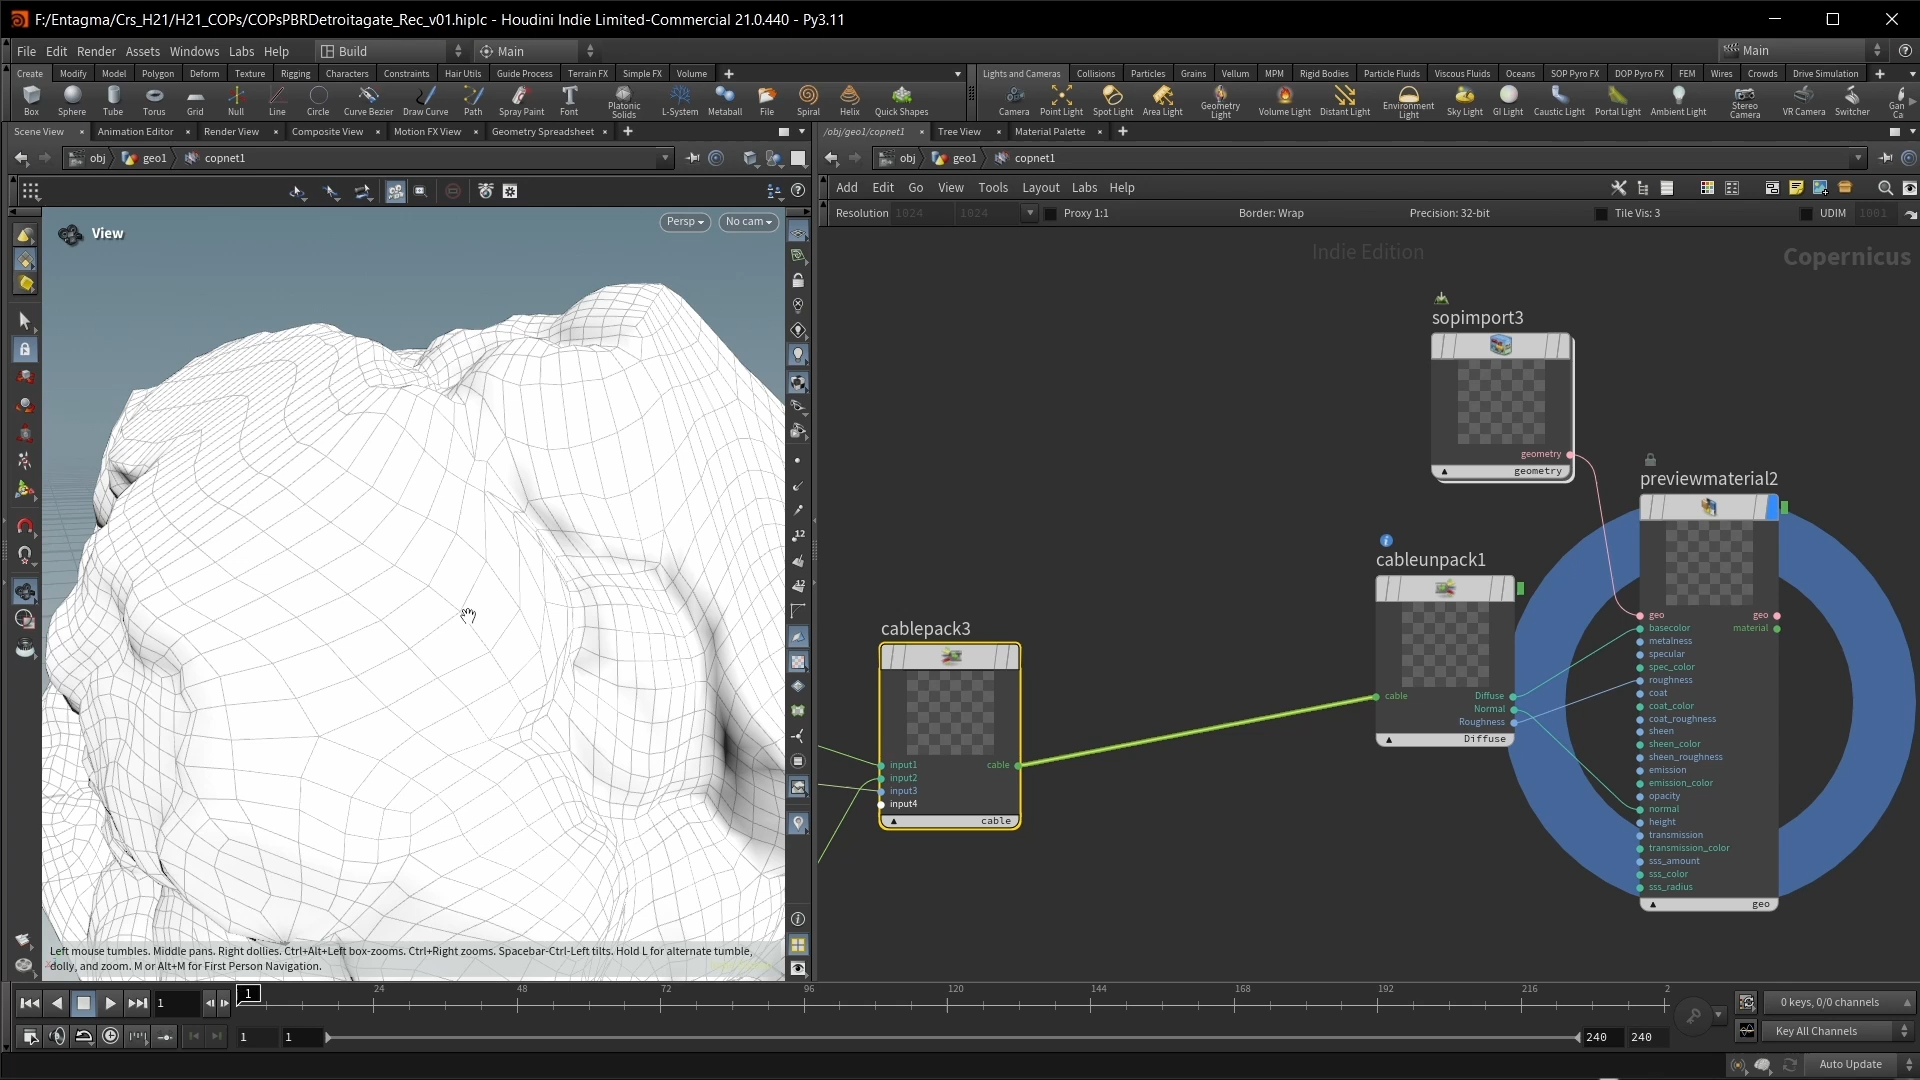 F:/Entagma/Crs_H21/H21_COPs/COPsPBRDetroitagate_Rec_v01.hiplc - Houdini Indie Limited-Commercial 21.0.440 - Py3.11
File Edit Render Assets Windows Labs Help Build Main Main
Create Modify Model Polygon Deform Texture Rigging Characters Constraints Hair Utils Guide Process Terrain FX Simple FX Volume
Lights and Cameras Collisions Particles Grains Vellum MPM Rigid Bodies Particle Fluids Viscous Fluids Oceans SOP Pyro FX DOP Pyro FX FEM Wires Crowds Drive Simulation
Box Sphere Tube Torus Grid Null Line Circle Curve Bezier Draw Curve Path Spray Paint Font Platonic Solids L-System Metaball File Spiral Helix Quick Shapes
Camera Point Light Spot Light Area Light Geometry Light Volume Light Distant Light Environment Light Sky Light GI Light Caustic Light Portal Light Ambient Light Stereo Camera VR Camera Switcher Gan Ca
Scene View Animation Editor Render View Composite View Motion FX View Geometry Spreadsheet
/obj/geo1/copnet1 Tree View Material Palette
obj geo1 copnet1
obj geo1 copnet1
Add Edit Go View Tools Layout Labs Help
Resolution 1024 1024 Proxy 1:1 Border: Wrap Precision: 32-bit Tile Vis: 3 UDIM 1001
View
Persp No cam
Indie Edition
Copernicus
sopimport3
geometry
geometry
previewmaterial2
geo geo
basecolor material
metalness
specular
spec_color
roughness
coat
coat_color
coat_roughness
sheen
sheen_color
sheen_roughness
emission
emission_color
opacity
normal
height
transmission
transmission_color
sss_amount
sss_color
sss_radius
geo
cableunpack1
cable Diffuse
Normal
Roughness
Diffuse
cablepack3
input1 cable
input2
input3
input4
cable
12
12
Left mouse tumbles. Middle pans. Right dollies. Ctrl+Alt+Left box-zooms. Ctrl+Right zooms. Spacebar-Ctrl-Left tilts. Hold L for alternate tumble,
dolly, and zoom. M or Alt+M for First Person Navigation.
1 1 24 48 72 96 120 144 168 192 216 2
0 keys, 0/0 channels
1 1 240 240
Key All Channels
Auto Update